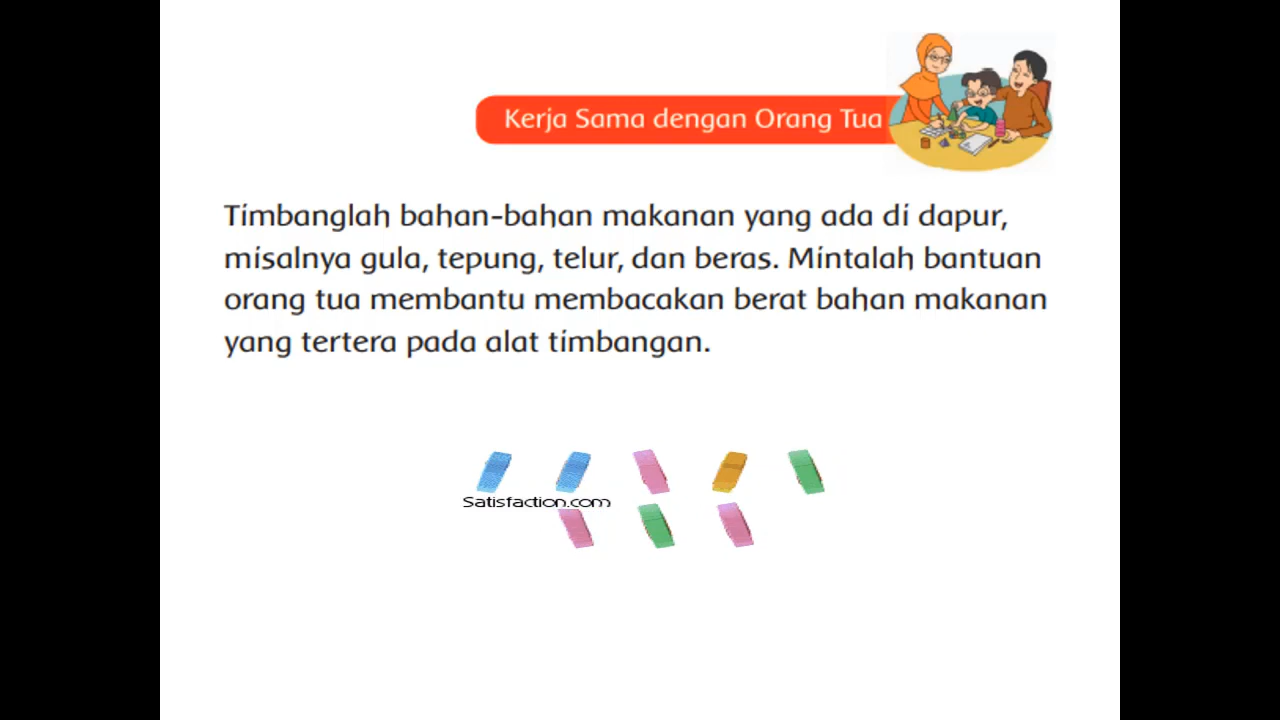 Kerja Sama dengan Orang Tua
Timbanglah bahan-bahan makanan yang ada di dapur,
misalnya gula, tepung, telur, dan beras. Mintalah bantuan
orang tua membantu membacakan berat bahan makanan
yang tertera pada alat timbangan.
Satisfaction.com